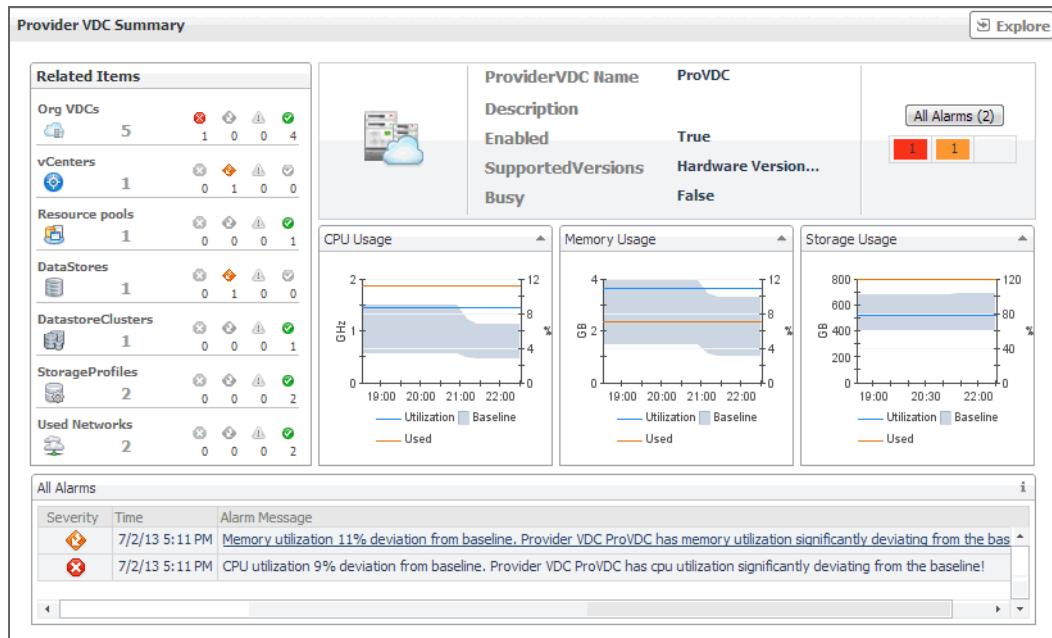 Provider VDC Summary
Explore
Related Items
Org VDCs
5
1 0 0 4
vCenters
1
0 1 0 0
Resource pools
1
0 0 0 1
DataStores
1
0 1 0 0
DatastoreClusters
1
0 0 0 1
StorageProfiles
2
0 0 0 2
Used Networks
2
0 0 0 2
ProviderVDC Name ProVDC
Description
Enabled True
SupportedVersions Hardware Version...
Busy False
All Alarms (2)
1 1
CPU Usage
2 12
8
1
GHz %
4
0 0
19:00 20:00 21:00 22:00
Utilization Baseline
Used
Memory Usage
4 12
8
2
GB %
4
0 0
19:00 20:00 21:00 22:00
Utilization Baseline
Used
Storage Usage
800 120
600
80
400
GB %
40
200
0 0
19:00 20:30 22:00
Utilization Baseline
Used
All Alarms
i
Severity Time Alarm Message
7/2/13 5:11 PM Memory utilization 11% deviation from baseline. Provider VDC ProVDC has memory utilization significantly deviating from the bas
7/2/13 5:11 PM CPU utilization 9% deviation from baseline. Provider VDC ProVDC has cpu utilization significantly deviating from the baseline!